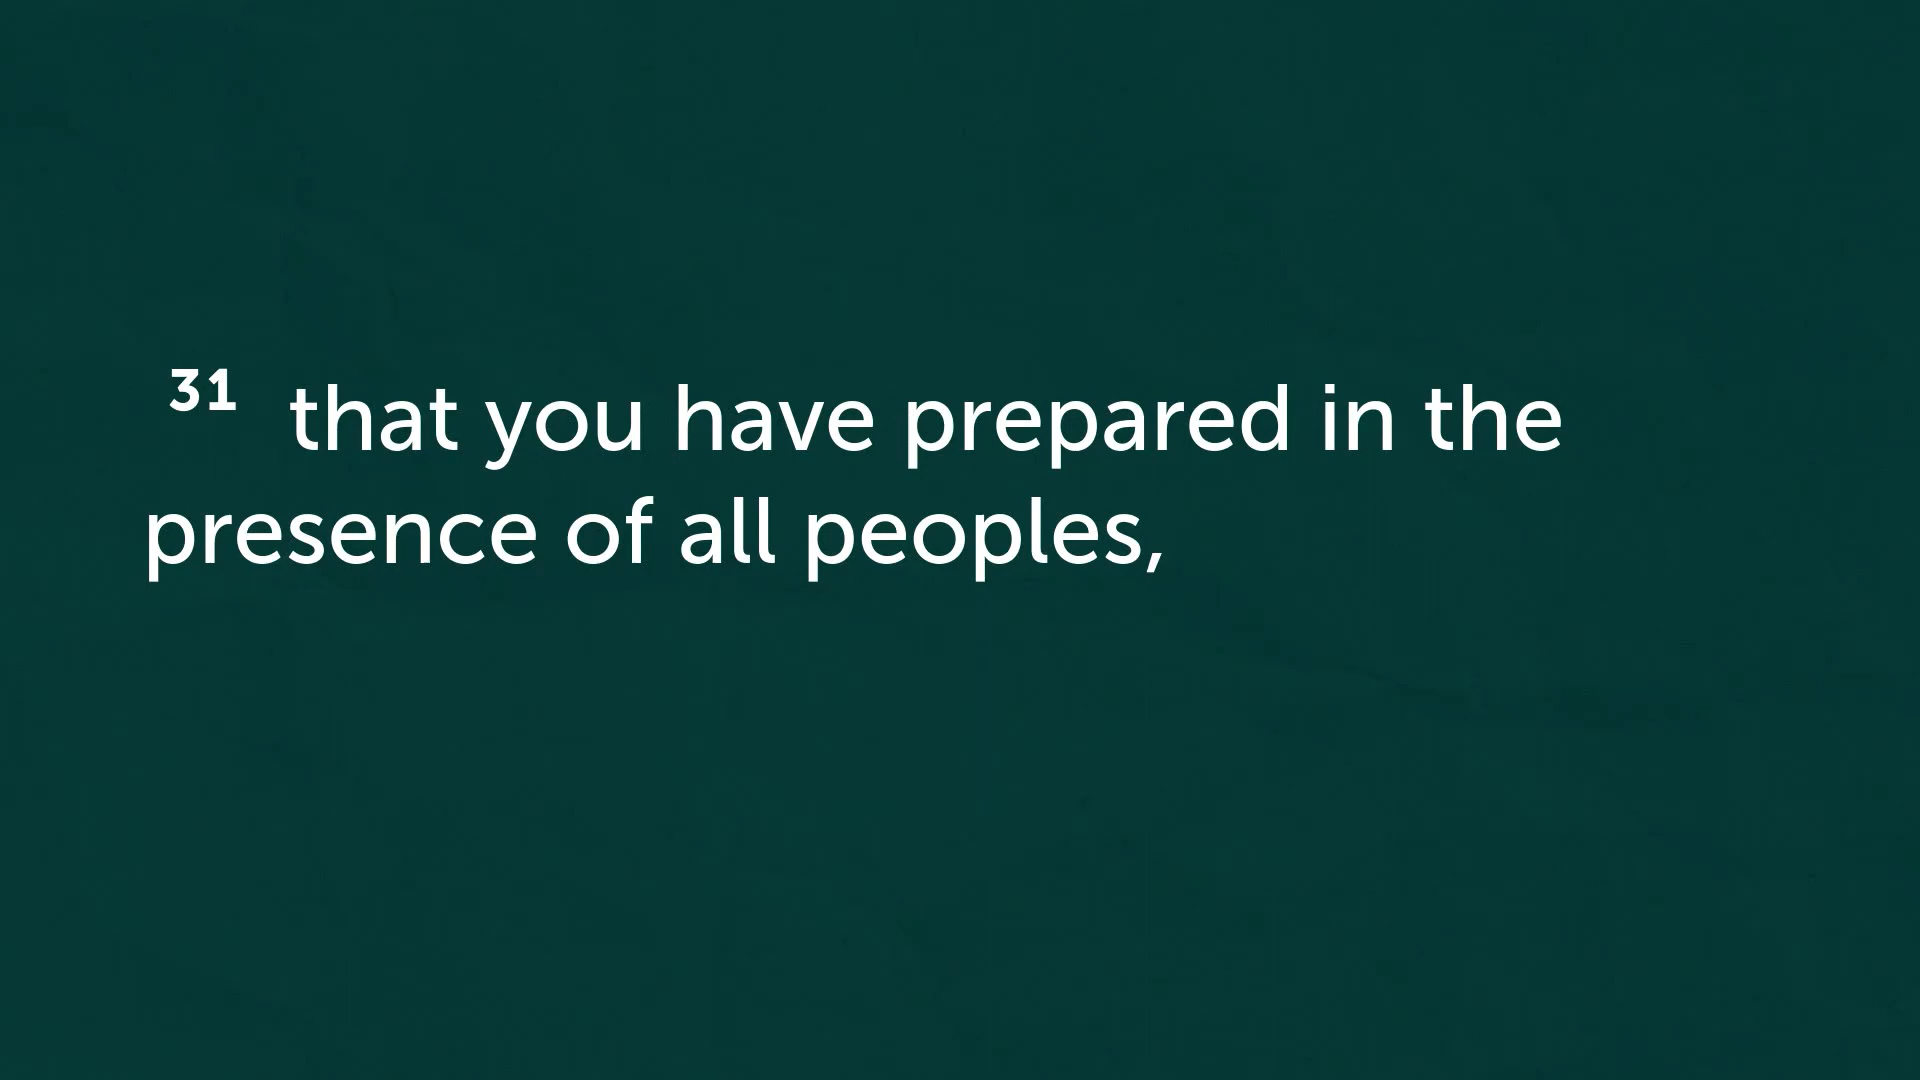 31 that you have prepared in the
presence of all peoples,